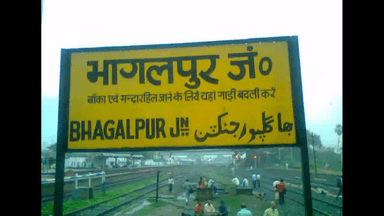 भागलपुर जं०
बाँका एवं मन्दारहिल जाने के लिये यहां गाड़ी बदली करें
BHAGALPUR JN بھاگلپور جنکشن